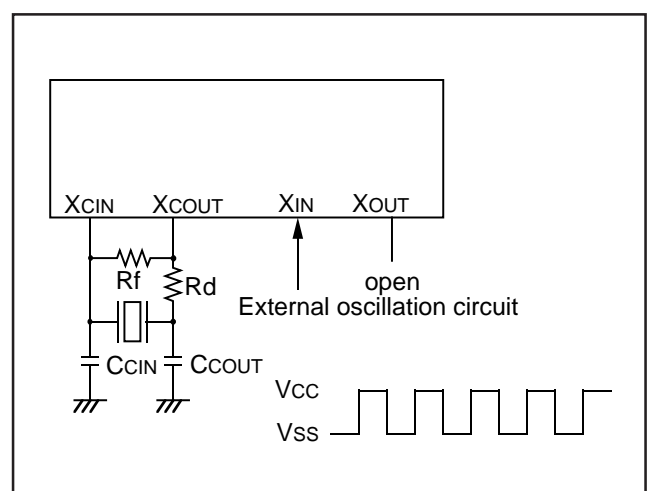 XCIN XCOUT XIN XOUT
Rf
Rd
open
External oscillation circuit
CCIN CCOUT
VCC
VSS